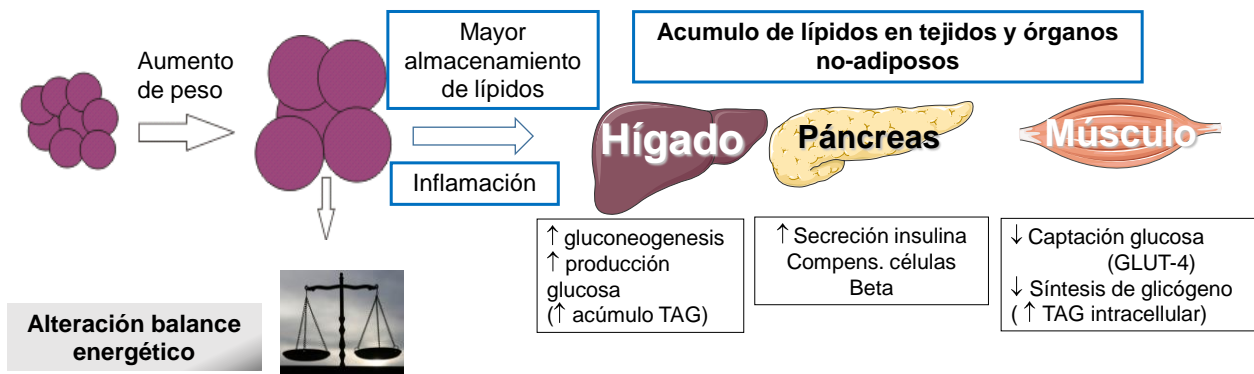 Aumento
de peso
Mayor
almacenamiento
de lípidos
Inflamación
Acumulo de lípidos en tejidos y órganos
no-adiposos
Hígado
Páncreas
Músculo
↑ gluconeogenesis
↑ producción
glucosa
(↑ acúmulo TAG)
↑ Secreción insulina
Compens. células
Beta
↓ Captación glucosa
(GLUT-4)
↓ Síntesis de glicógeno
( ↑ TAG intracellular)
Alteración balance
energético